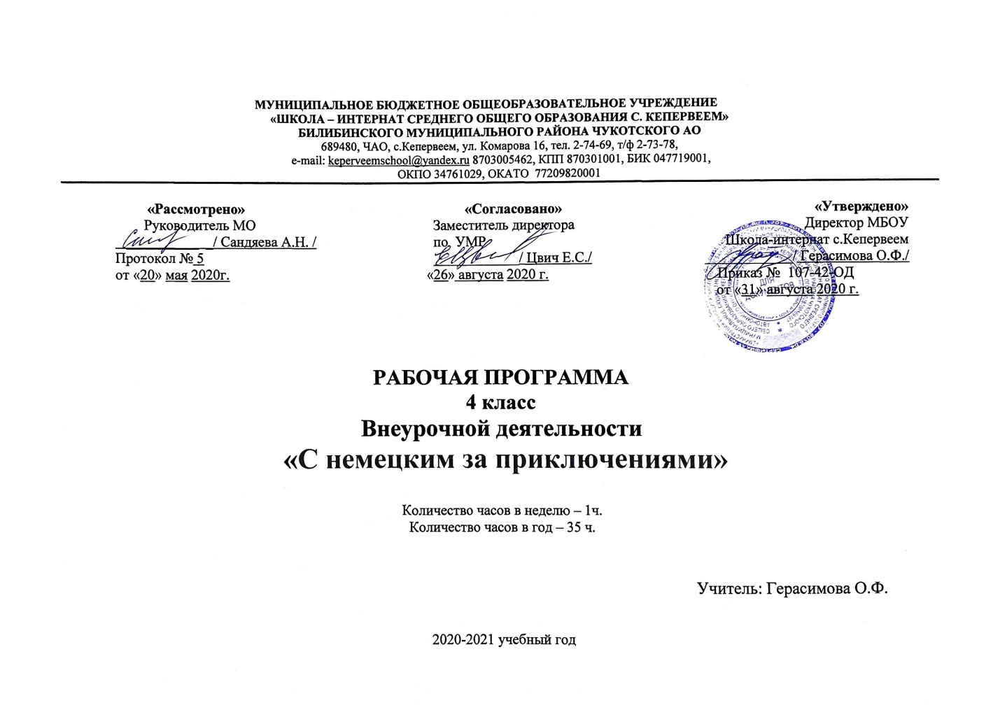 МУНИЦИПАЛЬНОЕ БЮДЖЕТНОЕ ОБЩЕОБРАЗОВАТЕЛЬНОЕ УЧРЕЖДЕНИЕ
«ШКОЛА – ИНТЕРНАТ СРЕДНЕГО ОБЩЕГО ОБРАЗОВАНИЯ С. КЕПЕРВЕЕМ»
БИЛИБИНСКОГО МУНИЦИПАЛЬНОГО РАЙОНА ЧУКОТСКОГО АО
689480, ЧАО, с.Кепервеем, ул. Комарова 16, тел. 2-74-69, т/ф 2-73-78,
e-mail: keperveemschool@yandex.ru 8703005462, КПП 870301001, БИК 047719001,
ОКПО 34761029, ОКАТО 77209820001
«Рассмотрено»
Руководитель МО
/ Сандяева А.Н. /
Протокол № 5
от «20» мая 2020г.
«Согласовано»
Заместитель директора
по УМР
/ Цвич Е.С./
«26» августа 2020 г.
«Утверждено»
Директор МБОУ
Школа-интернат с.Кепервеем
/ Герасимова О.Ф./
Приказ № 107-42-ОД
от «31» августа 2020 г.
ДЛЯ
ДОКУМЕНТОВ
РАБОЧАЯ ПРОГРАММА
4 класс
Внеурочной деятельности
«С немецким за приключениями»
Количество часов в неделю – 1ч.
Количество часов в год – 35 ч.
Учитель: Герасимова О.Ф.
2020-2021 учебный год